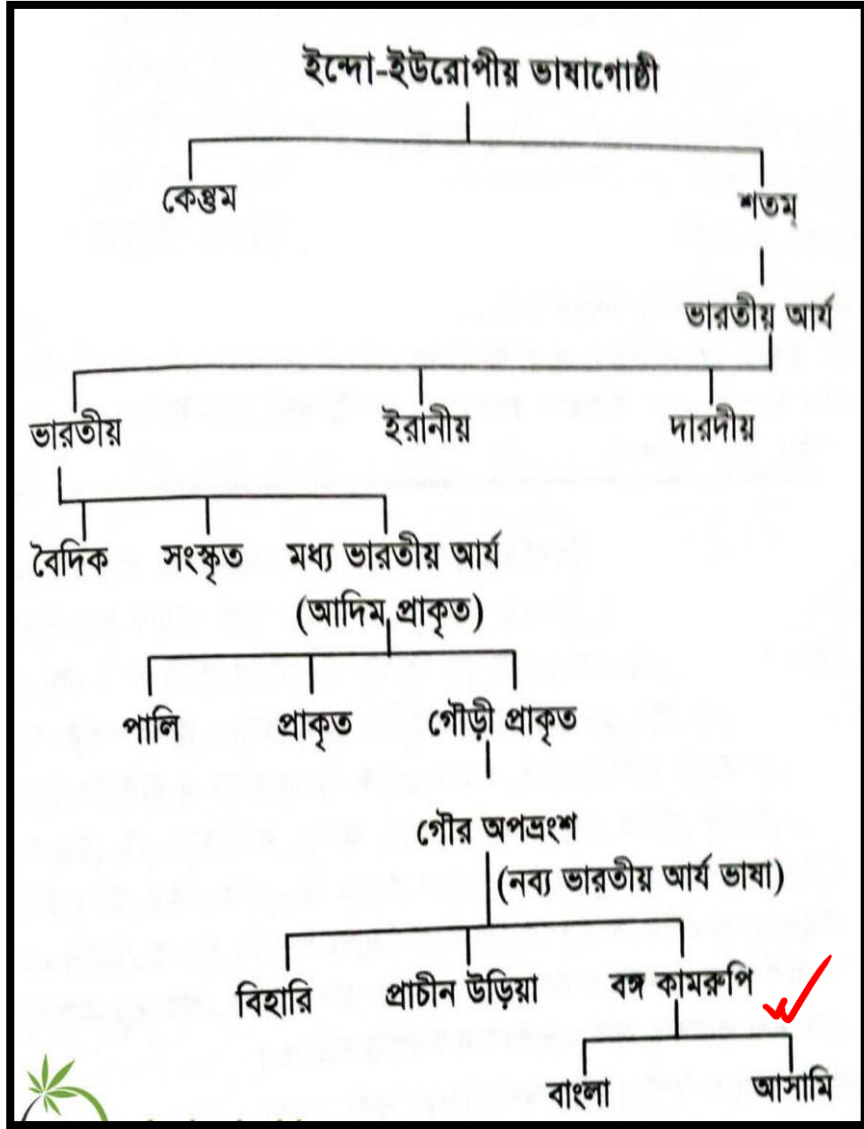 ইন্দো-ইউরোপীয় ভাষাগোষ্ঠী
কেন্তুম শতম্
ভারতীয় আর্য
ভারতীয় ইরানীয় দারদীয়
বৈদিক সংস্কৃত মধ্য ভারতীয় আর্য
(আদিম প্রাকৃত)
পালি প্রাকৃত গৌড়ী প্রাকৃত
গৌর অপভ্রংশ
(নব্য ভারতীয় আর্য ভাষা)
বিহারি প্রাচীন উড়িয়া বঙ্গ কামরুপি
বাংলা আসামি